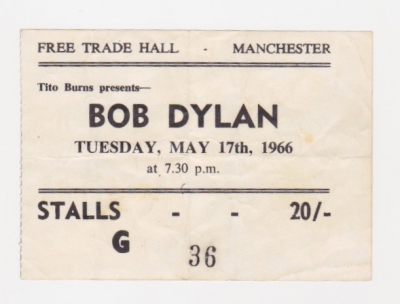 FREE TRADE HALL - MANCHESTER
Tito Burns presents—
BOB DYLAN
TUESDAY, MAY 17th, 1966
at 7.30 p.m.
STALLS - - 20/-
G 36